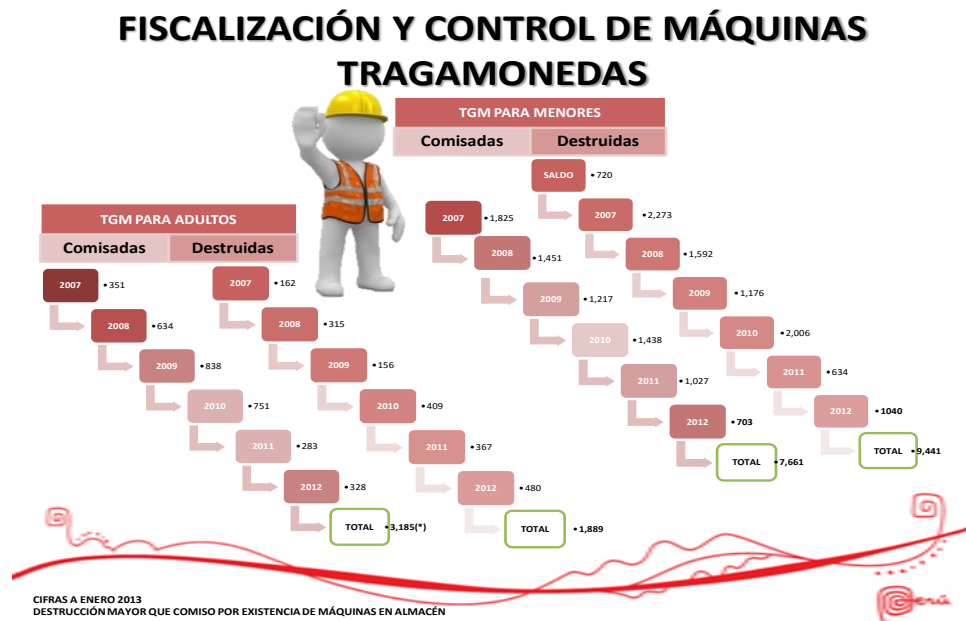 FISCALIZACIÓN Y CONTROL DE MÁQUINAS
TRAGAMONEDAS
TGM PARA MENORES
Comisadas Destruidas
SALDO •720
2007 •1,825
2007 •2,273
2008 •1,451
2008 •1,592
2009 •1,217
2009 •1,176
2010 •1,438
2010 •2,006
2011 •1,027
2011 •634
2012 •703
2012 •1040
TOTAL •7,661
TOTAL •9,441
TGM PARA ADULTOS
Comisadas Destruidas
2007 •351
2007 •162
2008 •634
2008 •315
2009 •838
2009 •156
2010 •751
2010 •409
2011 •283
2011 •367
2012 •328
2012 •480
TOTAL •3,185(*)
TOTAL •1,889
CIFRAS A ENERO 2013
DESTRUCCIÓN MAYOR QUE COMISO POR EXISTENCIA DE MÁQUINAS EN ALMACÉN
Perú